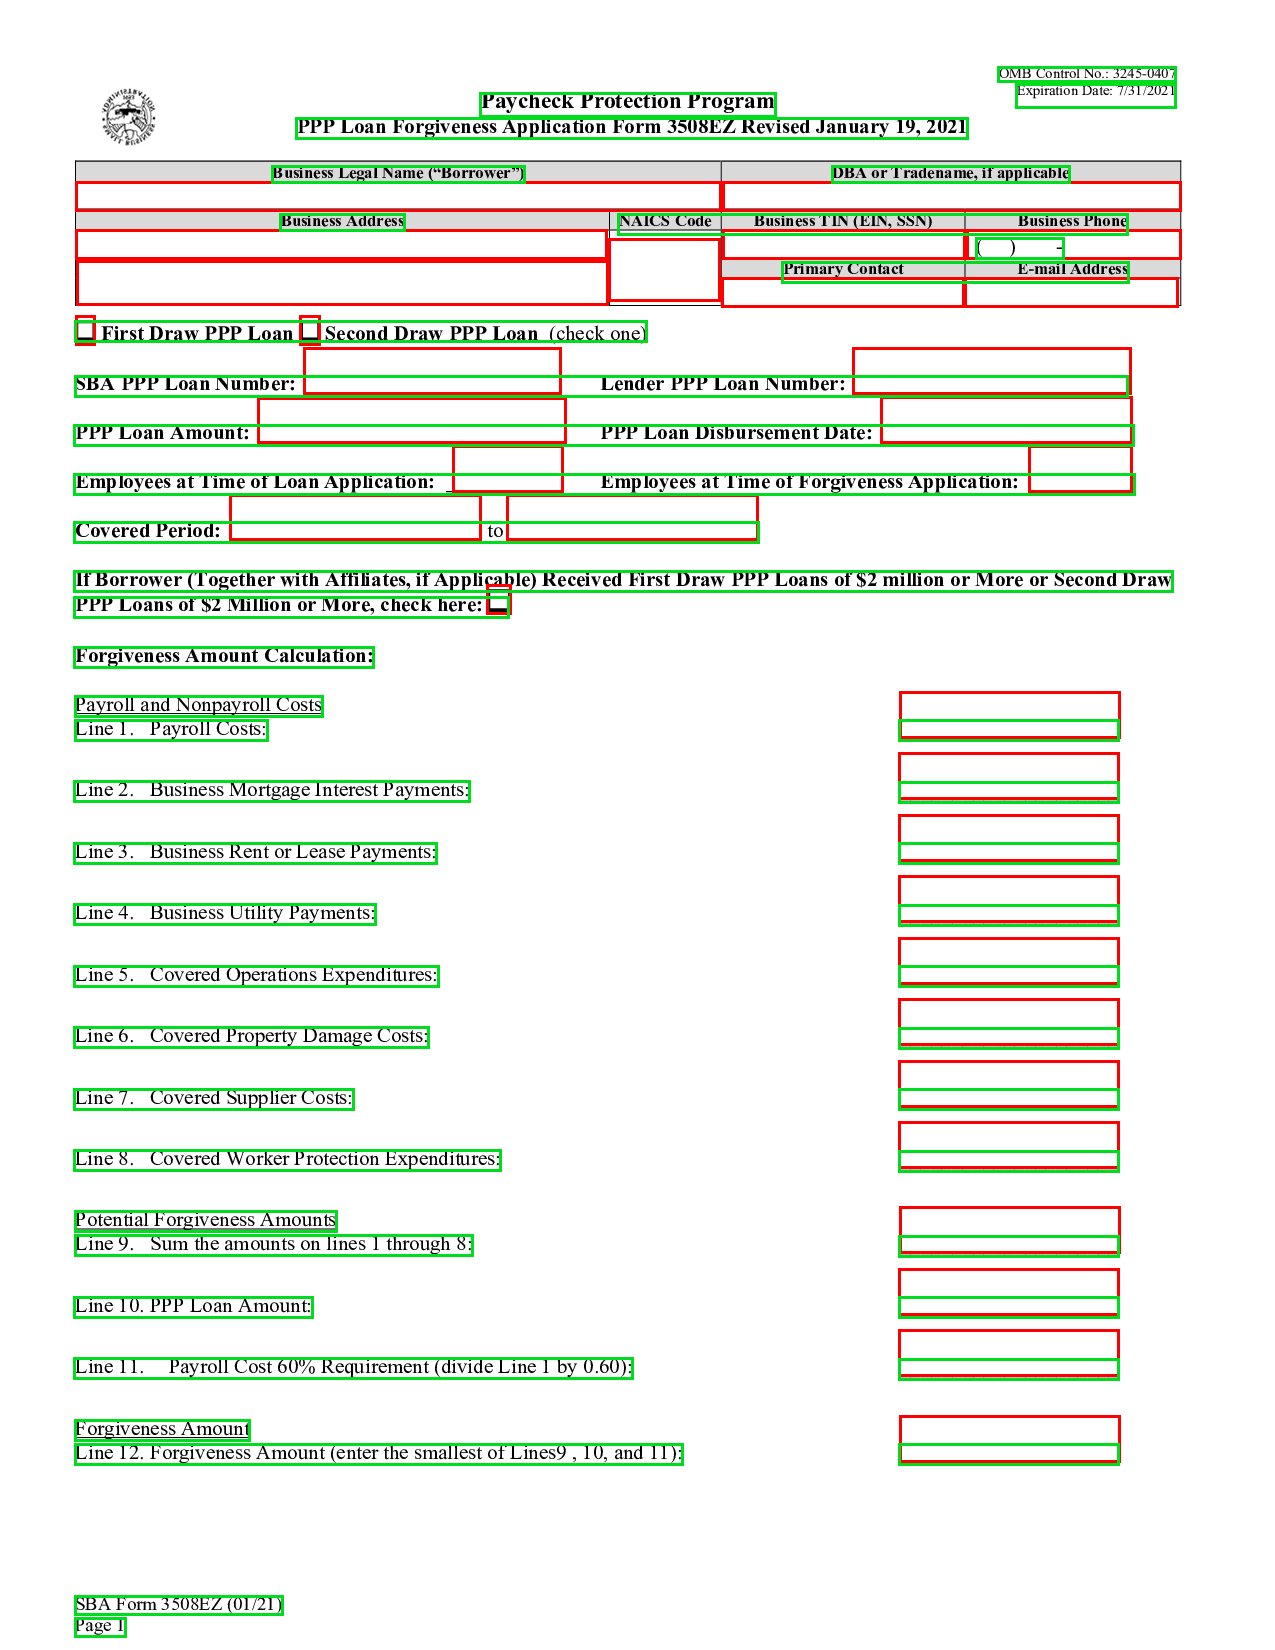 OMB Control No.: 3245-0407
Expiration Date: 7/31/2021
Paycheck Protection Program
PPP Loan Forgiveness Application Form 3508EZ Revised January 19, 2021
Business Legal Name (“Borrower”) DBA or Tradename, if applicable
Business Address NAICS Code Business TIN (EIN, SSN) Business Phone
( ) -
Primary Contact E-mail Address
First Draw PPP Loan Second Draw PPP Loan (check one)
SBA PPP Loan Number: Lender PPP Loan Number:
PPP Loan Amount: PPP Loan Disbursement Date:
Employees at Time of Loan Application: Employees at Time of Forgiveness Application:
Covered Period: to
If Borrower (Together with Affiliates, if Applicable) Received First Draw PPP Loans of $2 million or More or Second Draw
PPP Loans of $2 Million or More, check here:
Forgiveness Amount Calculation:
Payroll and Nonpayroll Costs
Line 1. Payroll Costs:
Line 2. Business Mortgage Interest Payments:
Line 3. Business Rent or Lease Payments:
Line 4. Business Utility Payments:
Line 5. Covered Operations Expenditures:
Line 6. Covered Property Damage Costs:
Line 7. Covered Supplier Costs:
Line 8. Covered Worker Protection Expenditures:
Potential Forgiveness Amounts
Line 9. Sum the amounts on lines 1 through 8:
Line 10. PPP Loan Amount:
Line 11. Payroll Cost 60% Requirement (divide Line 1 by 0.60):
Forgiveness Amount
Line 12. Forgiveness Amount (enter the smallest of Lines9 , 10, and 11):
SBA Form 3508EZ (01/21)
Page 1